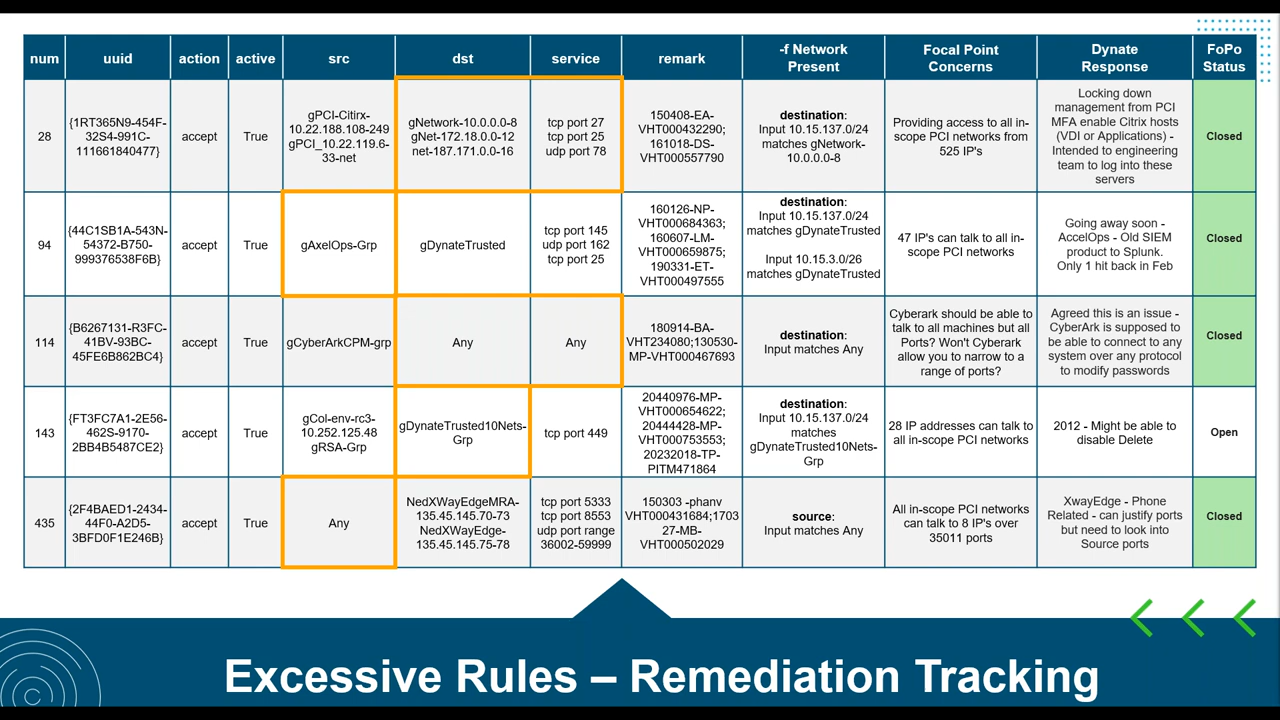 num uuid action active src dst service remark -f Network Present Focal Point Concerns Dynate Response FoPo Status
28
{1RT365N9-454F-
32S4-991C-
111661840477}
accept
True
gPCI-Citirx-
10.22.188.108-249
gPCI_10.22.119.6-
33-net
gNetwork-10.0.0.0-8
gNet-172.18.0.0-12
net-187.171.0.0-16
tcp port 27
tcp port 25
udp port 78
150408-EA-
VHT000432290;
161018-DS-
VHT000557790
destination:
Input 10.15.137.0/24
matches gNetwork-
10.0.0.0-8
Providing access to all in-
scope PCI networks from
525 IP's
Locking down
management from PCI
MFA enable Citrix hosts
(VDI or Applications) -
Intended to engineering
team to log into these
servers
Closed
94
{44C1SB1A-543N-
54372-B750-
999376538F6B}
accept
True
gAxelOps-Grp
gDynateTrusted
tcp port 145
udp port 162
tcp port 25
160126-NP-
VHT000684363;
160607-LM-
VHT000659875;
190331-ET-
VHT000497555
destination:
Input 10.15.137.0/24
matches gDynateTrusted
Input 10.15.3.0/26
matches gDynateTrusted
47 IP's can talk to all in-
scope PCI networks
Going away soon -
AccelOps - Old SIEM
product to Splunk.
Only 1 hit back in Feb
Closed
114
{B6267131-R3FC-
41BV-93BC-
45FE6B862BC4}
accept
True
gCyberArkCPM-grp
Any
Any
180914-BA-
VHT234080;130530-
MP-VHT000467693
destination:
Input matches Any
Cyberark should be able to
talk to all machines but all
Ports? Won't Cyberark
allow you to narrow to a
range of ports?
Agreed this is an issue -
CyberArk is supposed to
be able to connect to any
system over any protocol
to modify passwords
Closed
143
{FT3FC7A1-2E56-
462S-9170-
2BB4B5487CE2}
accept
True
gCol-env-rc3-
10.252.125.48
gRSA-Grp
gDynateTrusted10Nets-
Grp
tcp port 449
20440976-MP-
VHT000654622;
20444428-MP-
VHT000753553;
20232018-TP-
PITM471864
destination:
Input 10.15.137.0/24
matches
gDynateTrusted10Nets-
Grp
28 IP addresses can talk to
all in-scope PCI networks
2012 - Might be able to
disable Delete
Open
435
{2F4BAED1-2434-
44F0-A2D5-
3BFD0F1E246B}
accept
True
Any
NedXWayEdgeMRA-
135.45.145.70-73
NedXWayEdge-
135.45.145.75-78
tcp port 5333
tcp port 8553
udp port range
36002-59999
150303 -phanv
VHT000431684;1703
27-MB-
VHT000502029
source:
Input matches Any
All in-scope PCI networks
can talk to 8 IP's over
35011 ports
XwayEdge - Phone
Related - can justify ports
but need to look into
Source ports
Closed
Excessive Rules – Remediation Tracking